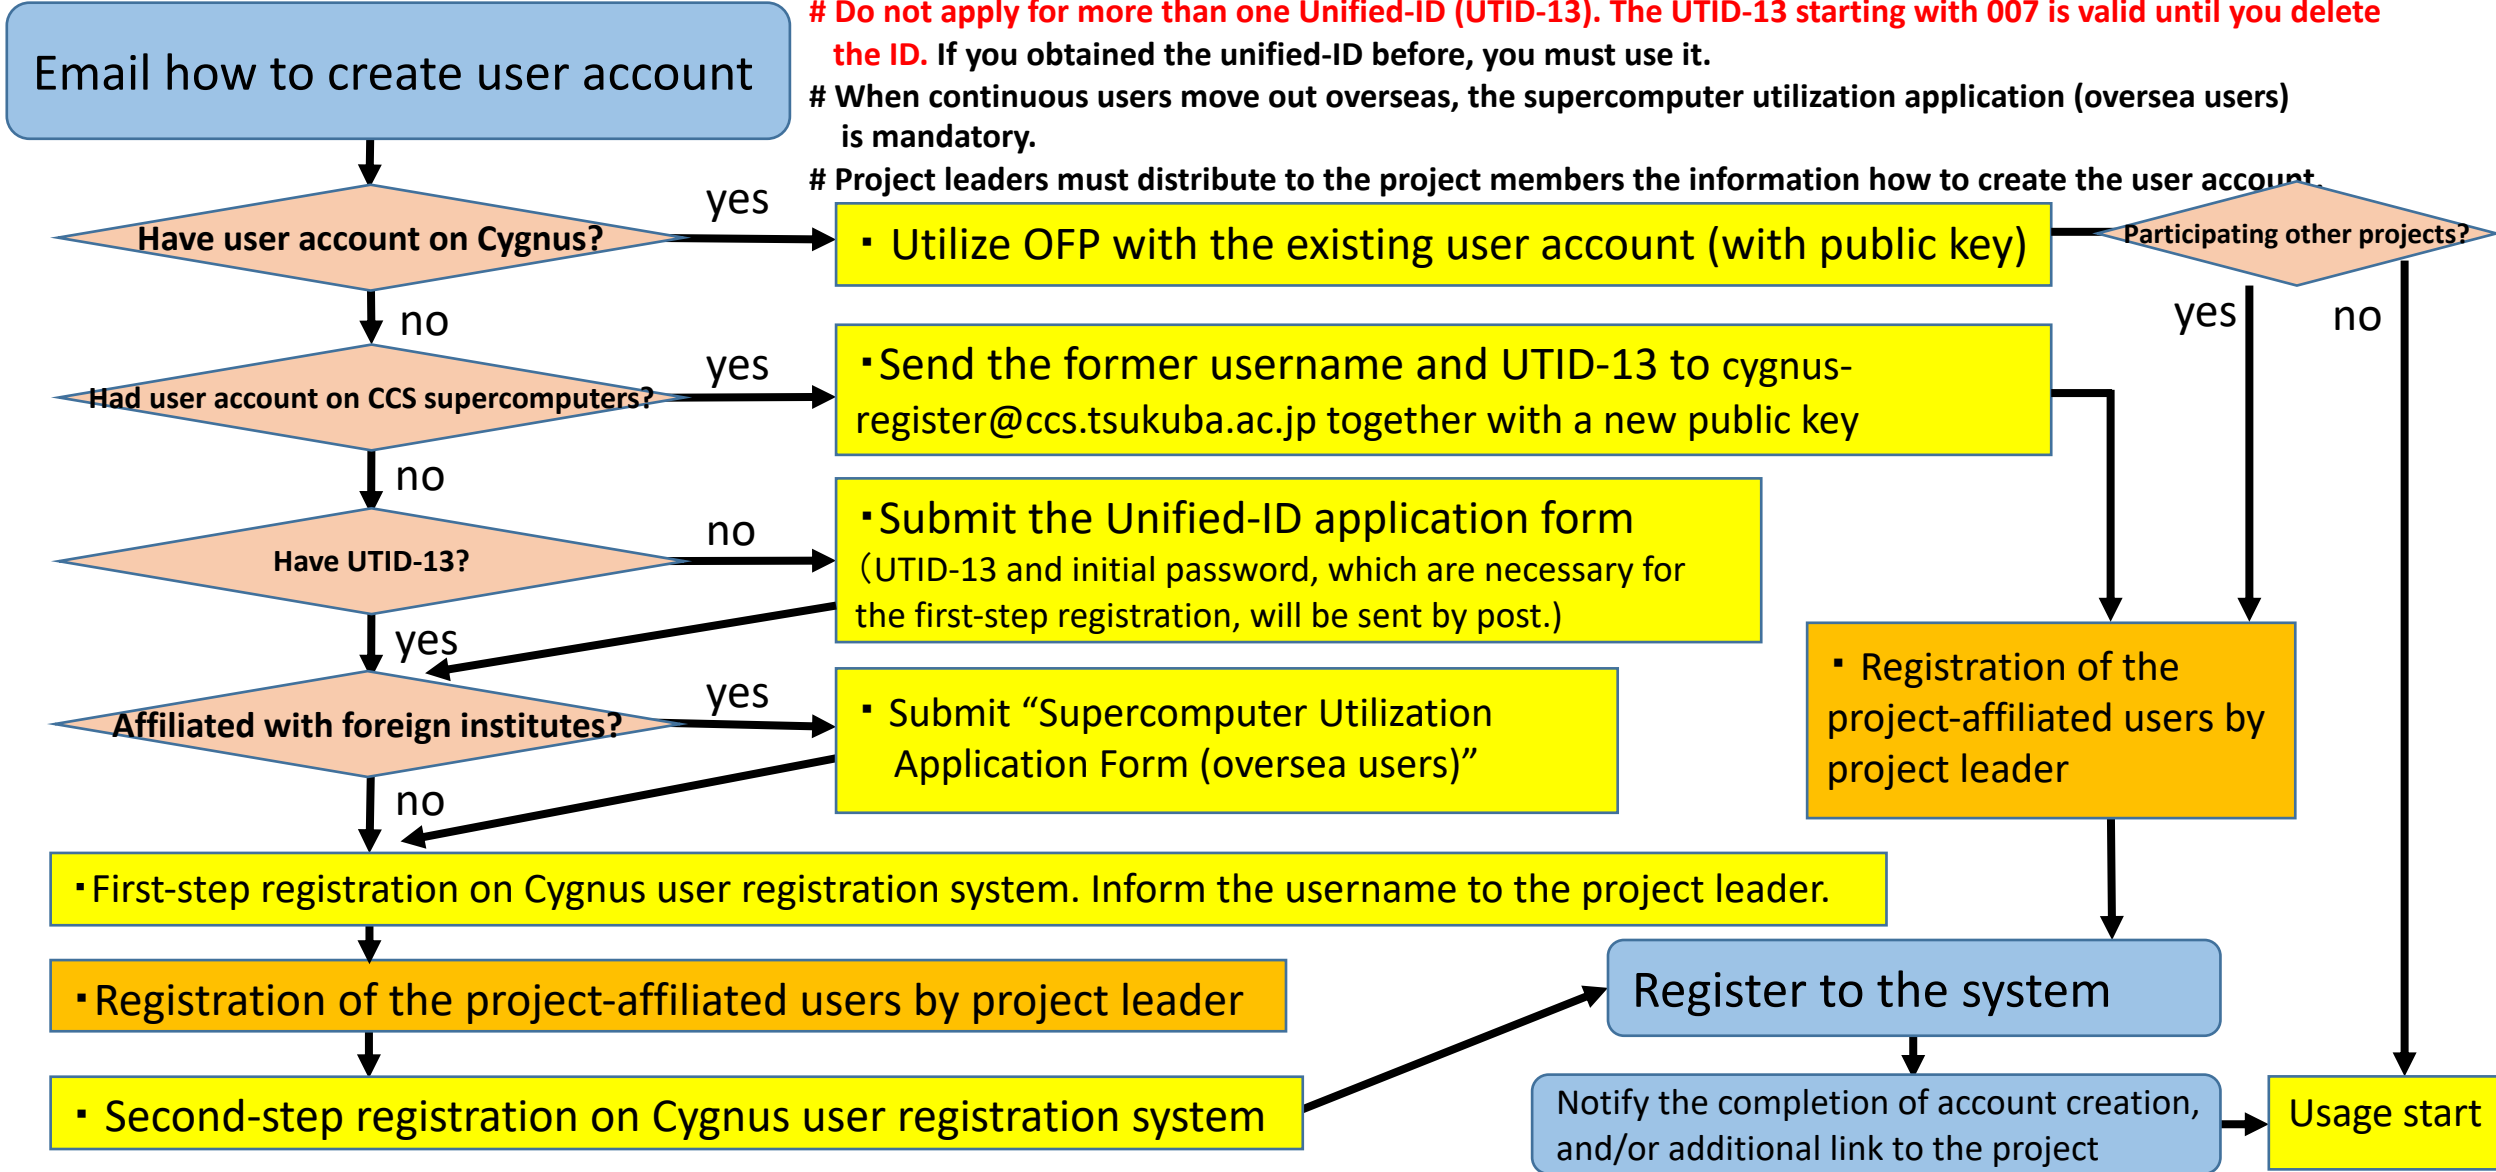 # Do not apply for more than one Unified-ID (UTID-13). The UTID-13 starting with 007 is valid until you delete
the ID. If you obtained the unified-ID before, you must use it.
# When continuous users move out overseas, the supercomputer utilization application (oversea users)
is mandatory.
# Project leaders must distribute to the project members the information how to create the user account.
Email how to create user account
Have user account on Cygnus?
yes
・Utilize OFP with the existing user account (with public key)
Participating other projects?
yes
no
no
Had user account on CCS supercomputers?
yes
・Send the former username and UTID-13 to cygnus-
register@ccs.tsukuba.ac.jp together with a new public key
no
Have UTID-13?
no
・Submit the Unified-ID application form
（UTID-13 and initial password, which are necessary for
the first-step registration, will be sent by post.)
yes
Affiliated with foreign institutes?
yes
・Submit “Supercomputer Utilization
Application Form (oversea users)”
no
・Registration of the
project-affiliated users by
project leader
・First-step registration on Cygnus user registration system. Inform the username to the project leader.
・Registration of the project-affiliated users by project leader
・Second-step registration on Cygnus user registration system
Register to the system
Notify the completion of account creation,
and/or additional link to the project
Usage start